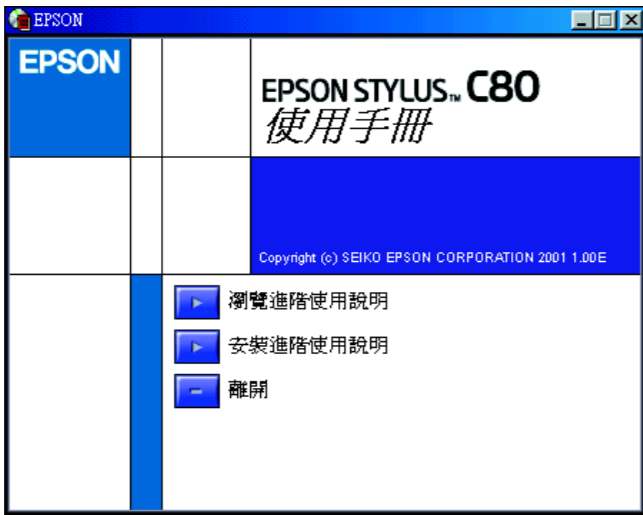 EPSON
EPSON
EPSON STYLUS™ C80
使用手冊
Copyright (c) SEIKO EPSON CORPORATION 2001 1.00E
瀏覽進階使用說明
安裝進階使用說明
離開